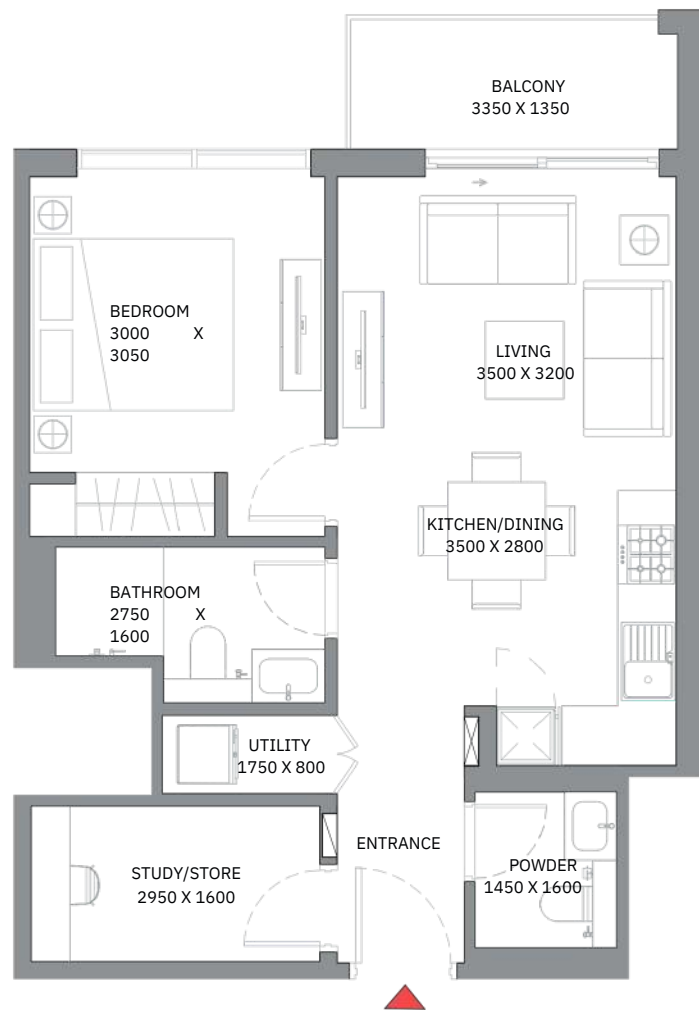 BALCONY
3350 X 1350
BEDROOM
3000 X
3050
LIVING
3500 X 3200
KITCHEN/DINING
3500 X 2800
BATHROOM
2750 X
1600
UTILITY
1750 X 800
ENTRANCE
STUDY/STORE
2950 X 1600
POWDER
1450 X 1600